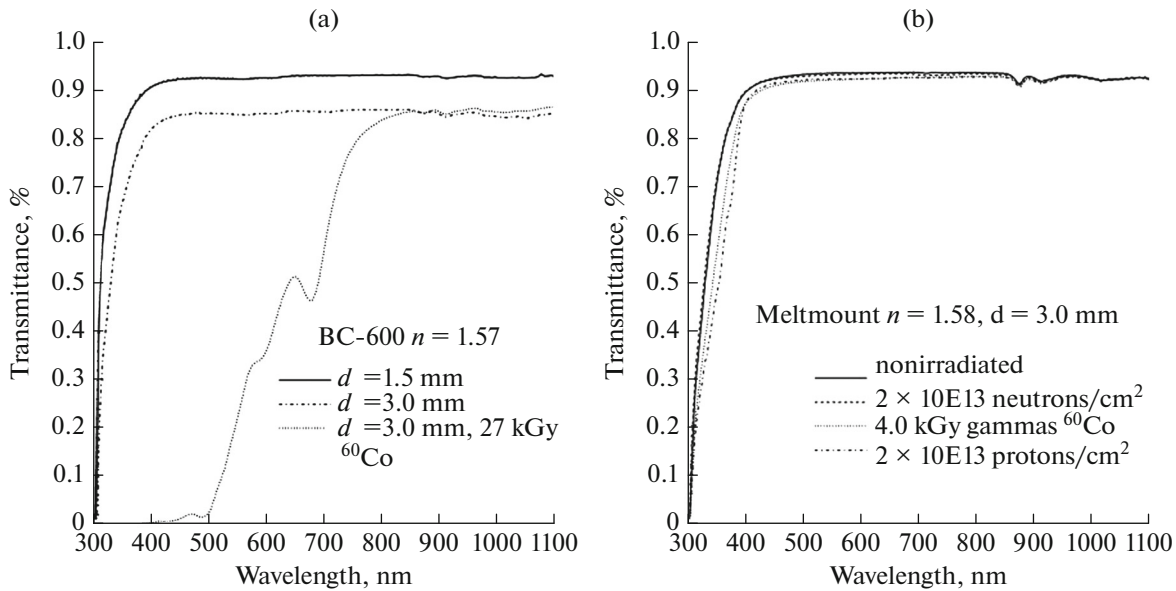 (a)
1.0
0.9
0.8
0.7
0.6
0.5
0.4
0.3
0.2
0.1
0
Transmittance, %
BC-600 n = 1.57
d =1.5 mm
d =3.0 mm
d =3.0 mm, 27 kGy
⁶⁰Co
300 400 500 600 700 800 900 1000 1100
Wavelength, nm
(b)
1.0
0.9
0.8
0.7
0.6
0.5
0.4
0.3
0.2
0.1
0
Transmittance, %
Meltmount n = 1.58, d = 3.0 mm
nonirradiated
2 × 10E13 neutrons/cm²
4.0 kGy gammas ⁶⁰Co
2 × 10E13 protons/cm²
300 400 500 600 700 800 900 1000 1100
Wavelength, nm